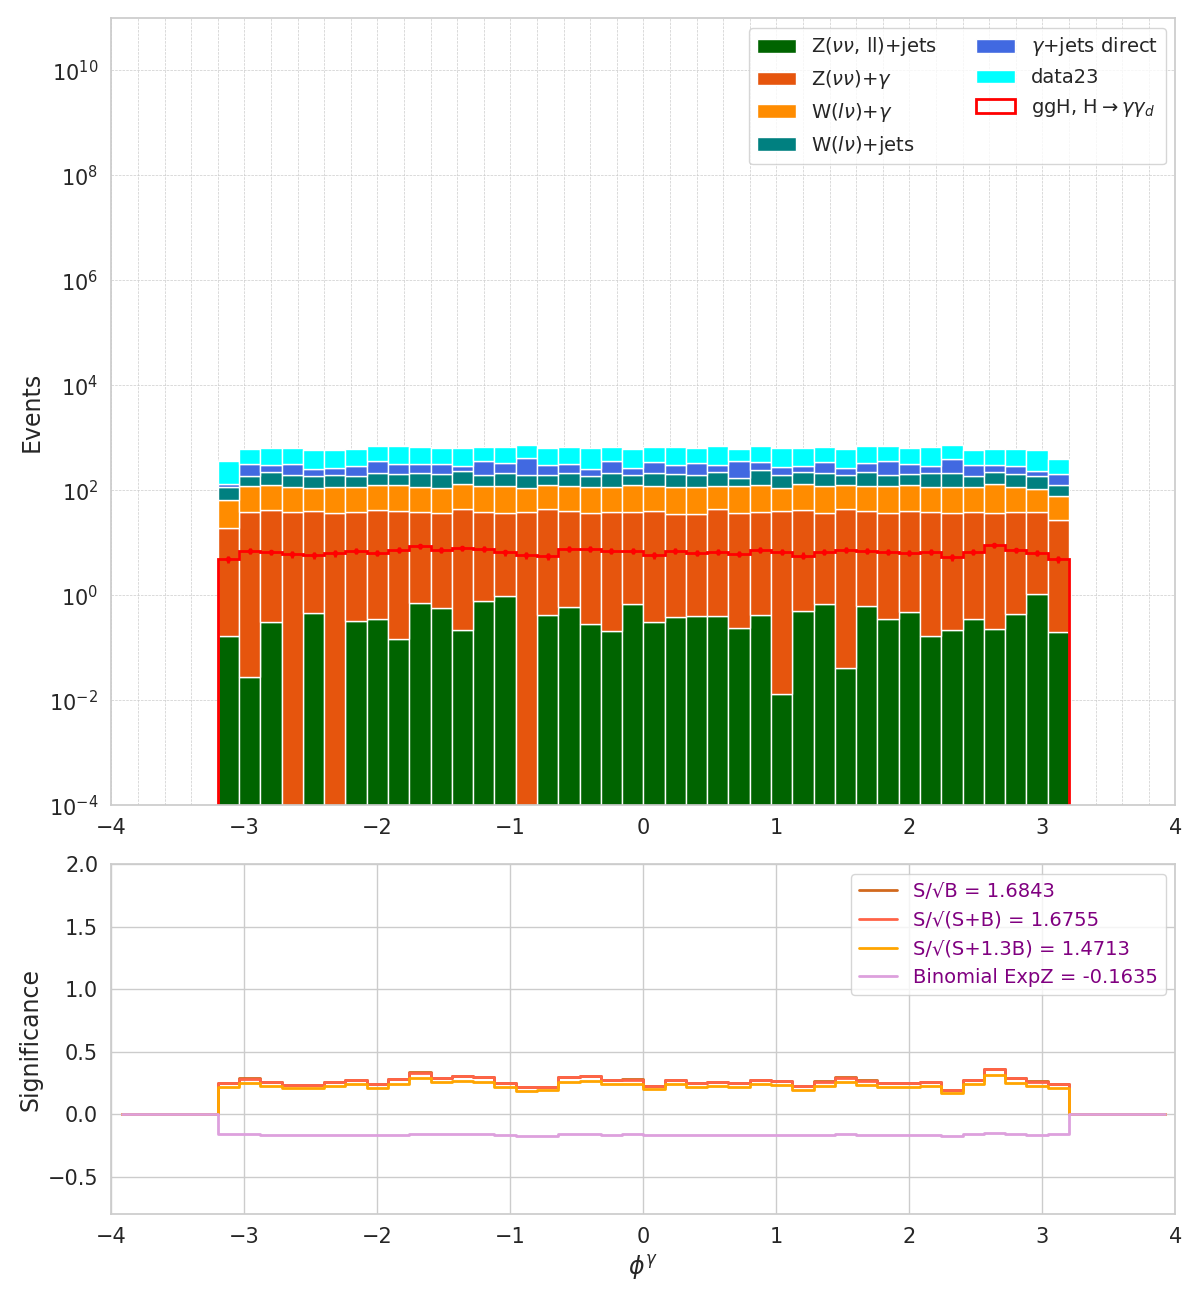 Z(νν, ll)+jets
Z(νν)+γ
W(lν)+γ
W(lν)+jets
γ+jets direct
data23
ggH, H→γγ_d
Events
10^10
10^8
10^6
10^4
10^2
10^0
10^−2
10^−4
−4 −3 −2 −1 0 1 2 3 4
S/√B = 1.6843
S/√(S+B) = 1.6755
S/√(S+1.3B) = 1.4713
Binomial ExpZ = -0.1635
Significance
2.0
1.5
1.0
0.5
0.0
−0.5
−4 −3 −2 −1 0 1 2 3 4
ϕ^γ